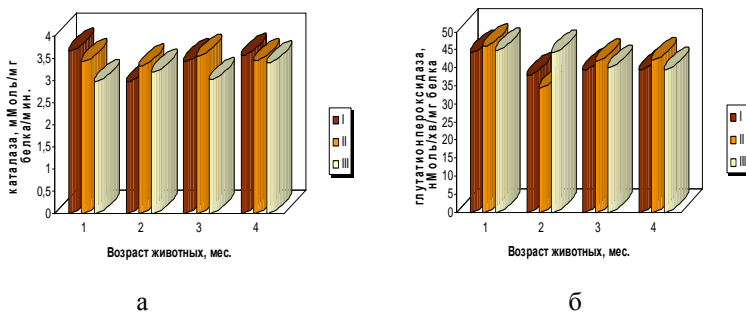 каталаза, мМоль/мг
белка/мин.
4
3,5
3
2,5
2
1,5
1
0,5
0
1 2 3 4
Возраст животных, мес.
I
II
III
а
глутатионпероксидаза,
нМоль/хв/мг белка
50
45
40
35
30
25
20
15
10
5
0
1 2 3 4
Возраст животных, мес.
I
II
III
б